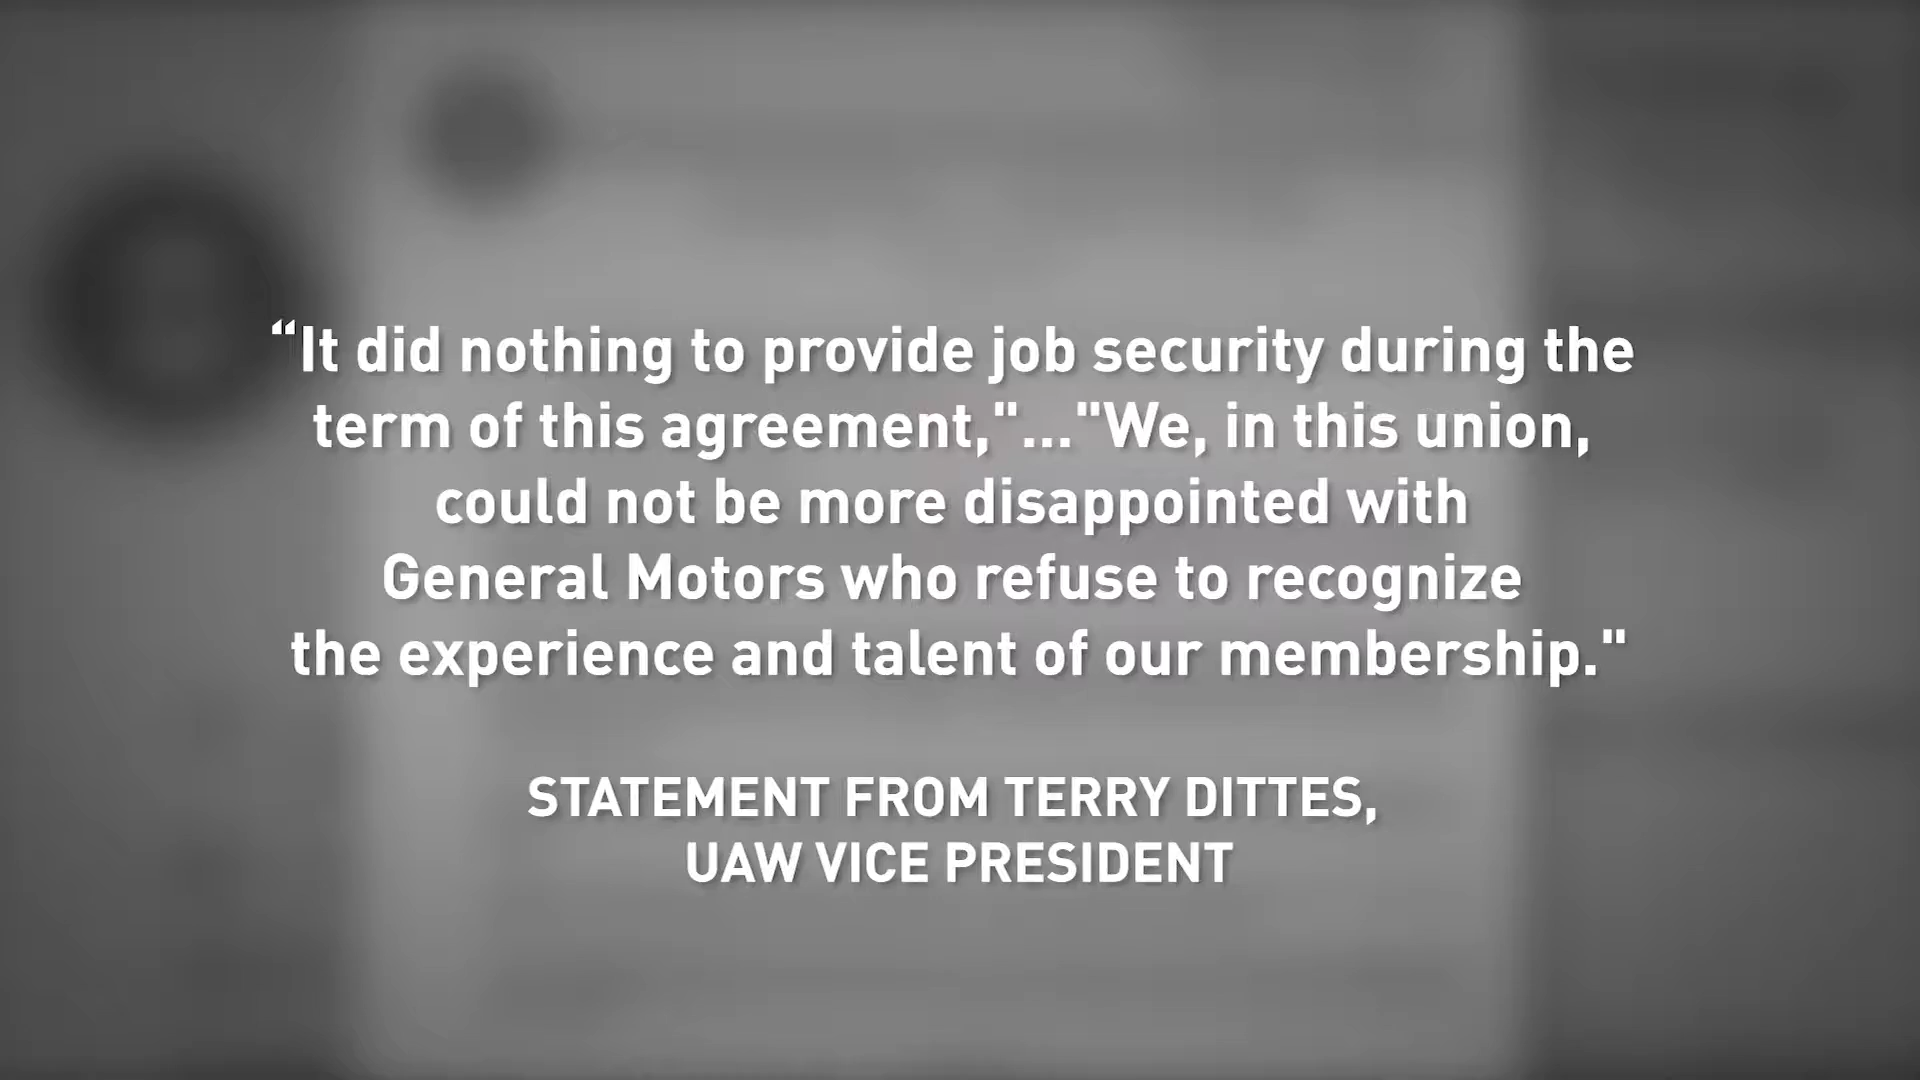 “It did nothing to provide job security during the
term of this agreement,"..."We, in this union,
could not be more disappointed with
General Motors who refuse to recognize
the experience and talent of our membership."
STATEMENT FROM TERRY DITTES,
UAW VICE PRESIDENT